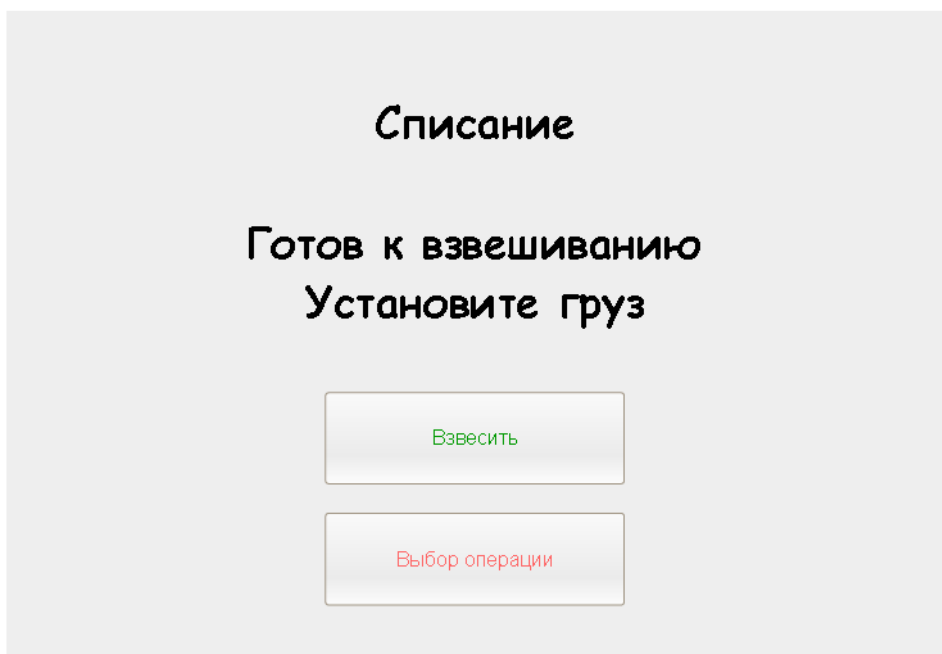 Списание
Готов к взвешиванию
Установите груз
Взвесить
Выбор операции